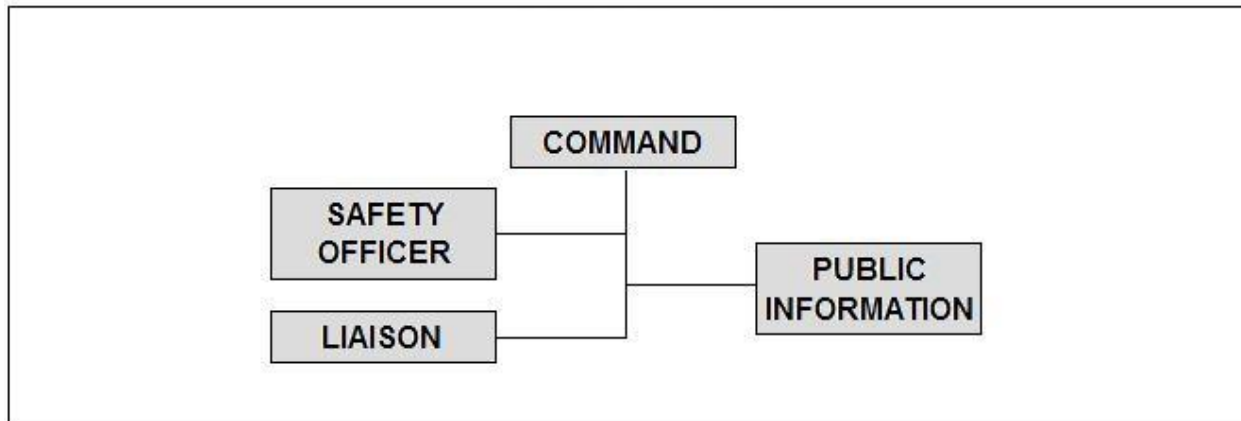 COMMAND
SAFETY
OFFICER
PUBLIC
INFORMATION
LIAISON